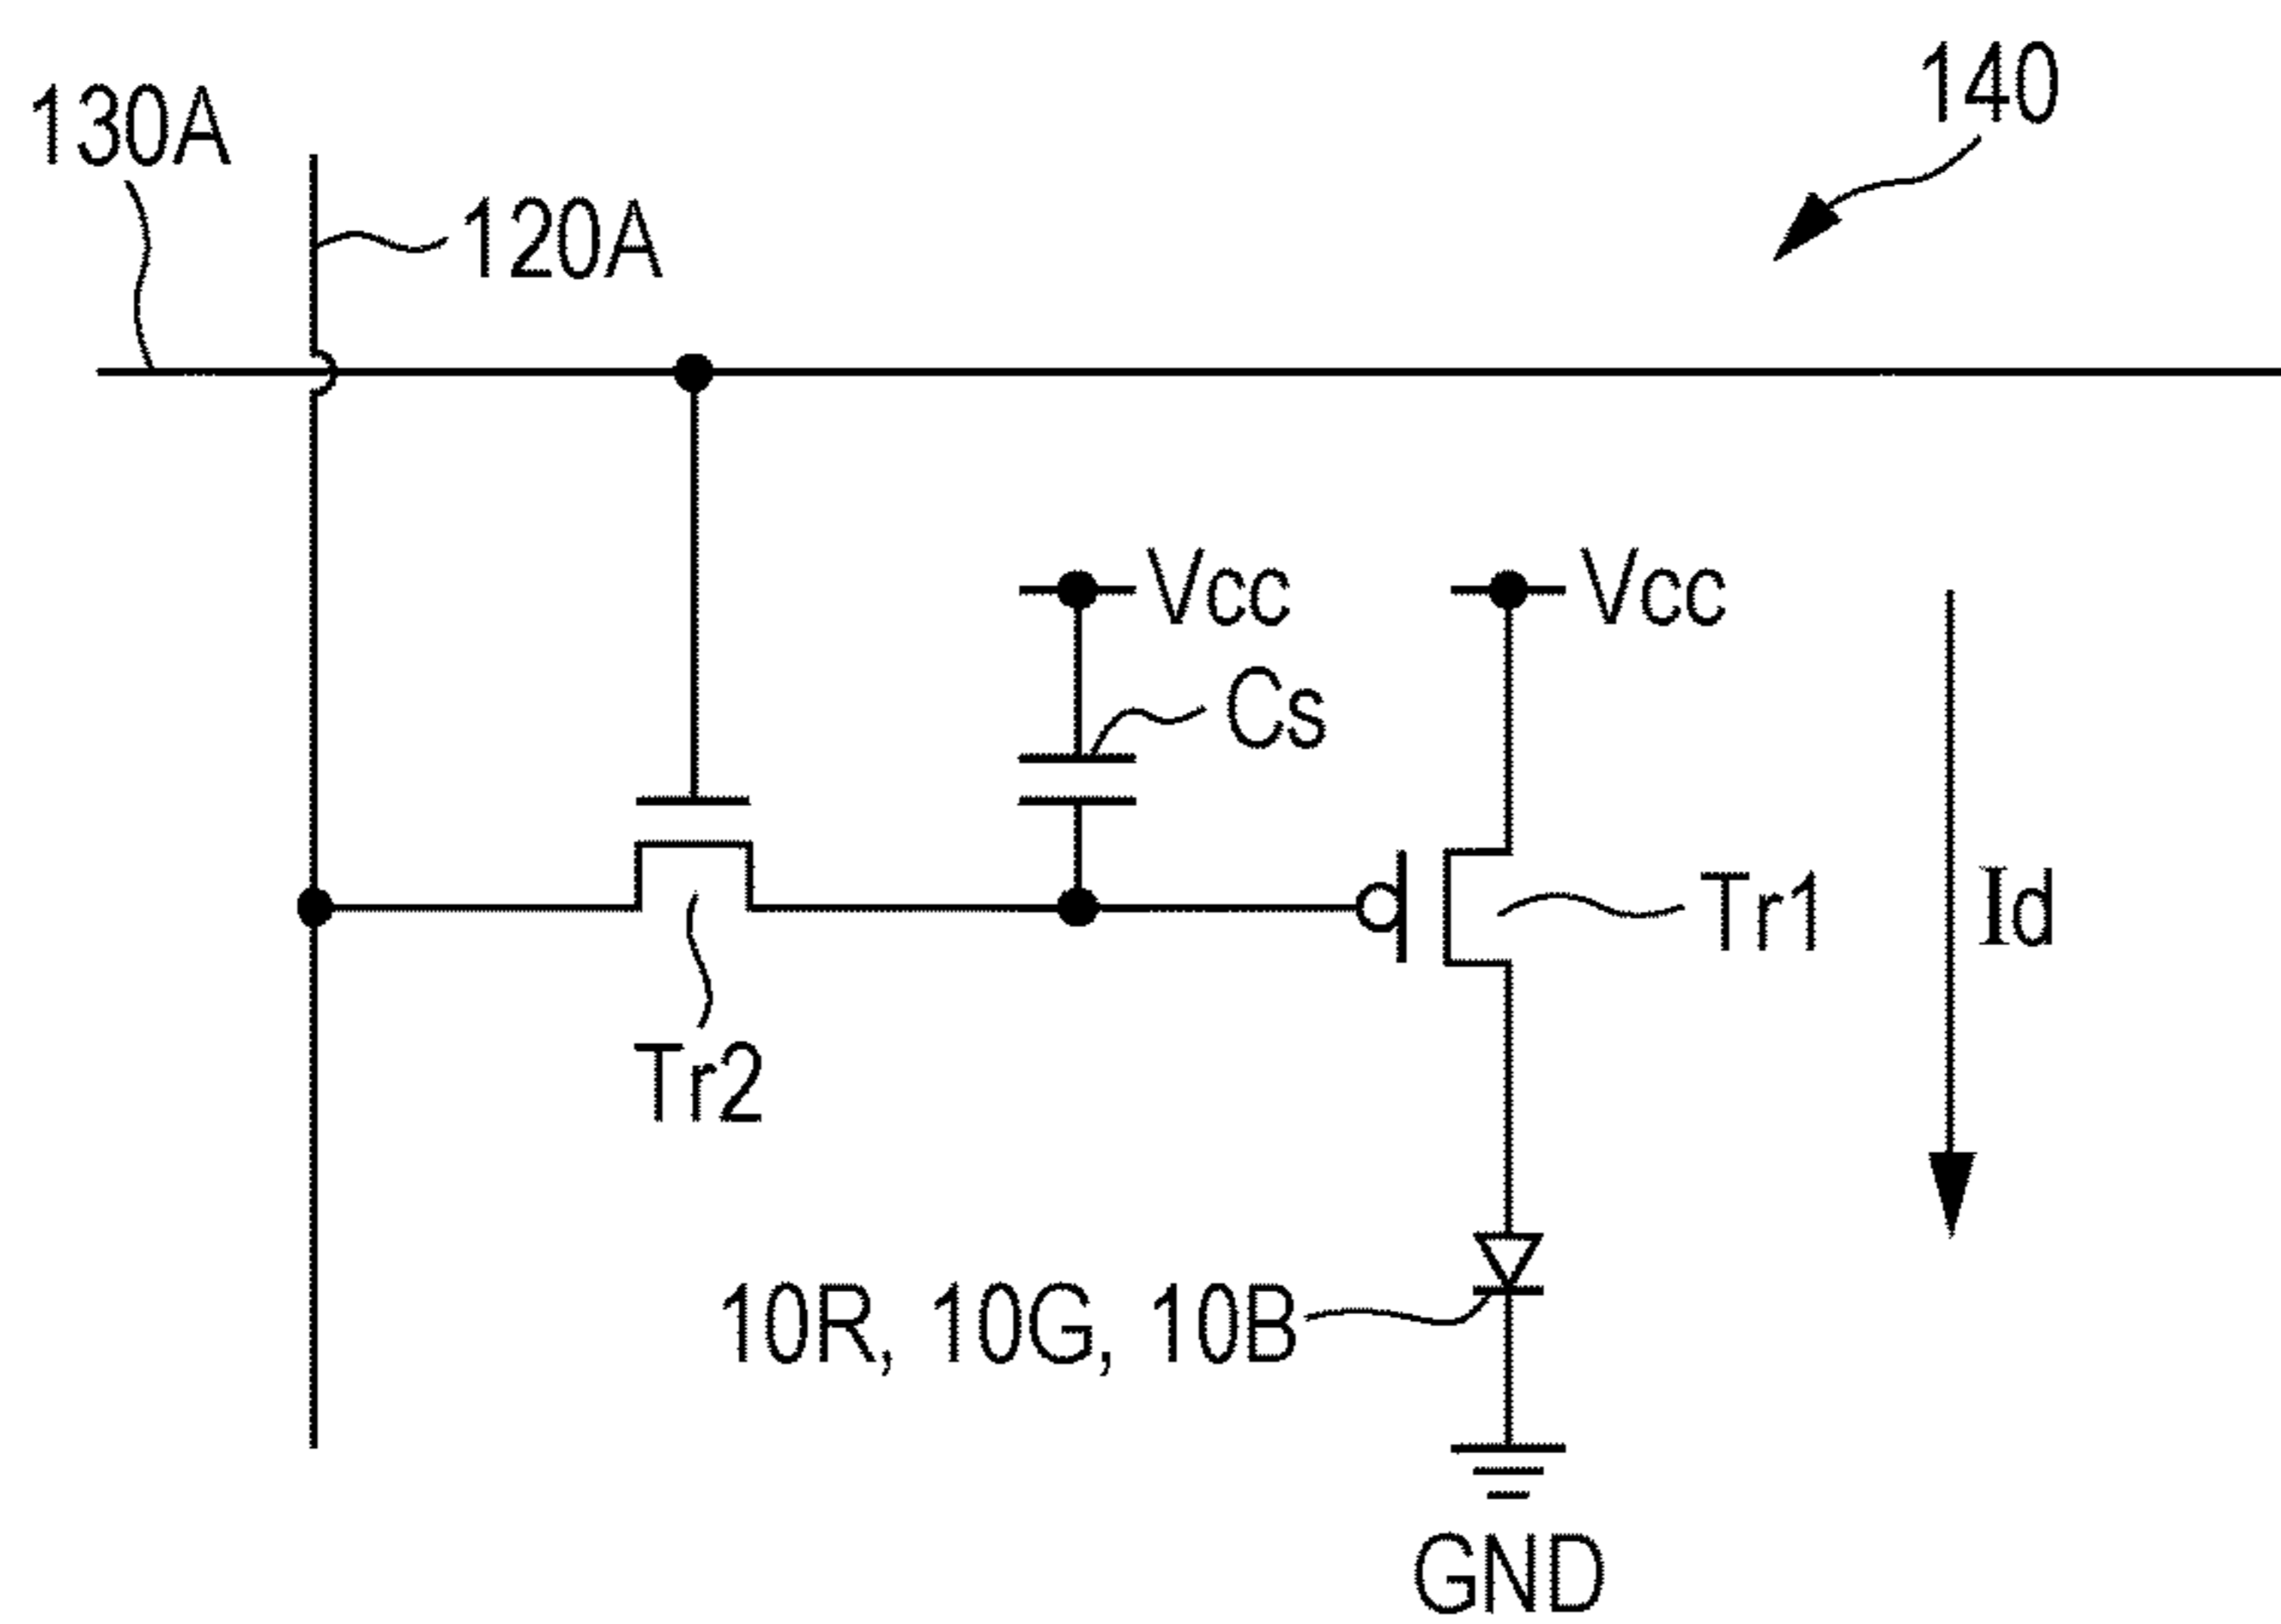 140
130A
120A
Vcc
Vcc
Cs
Tr1
Id
Tr2
10R, 10G, 10B
GND